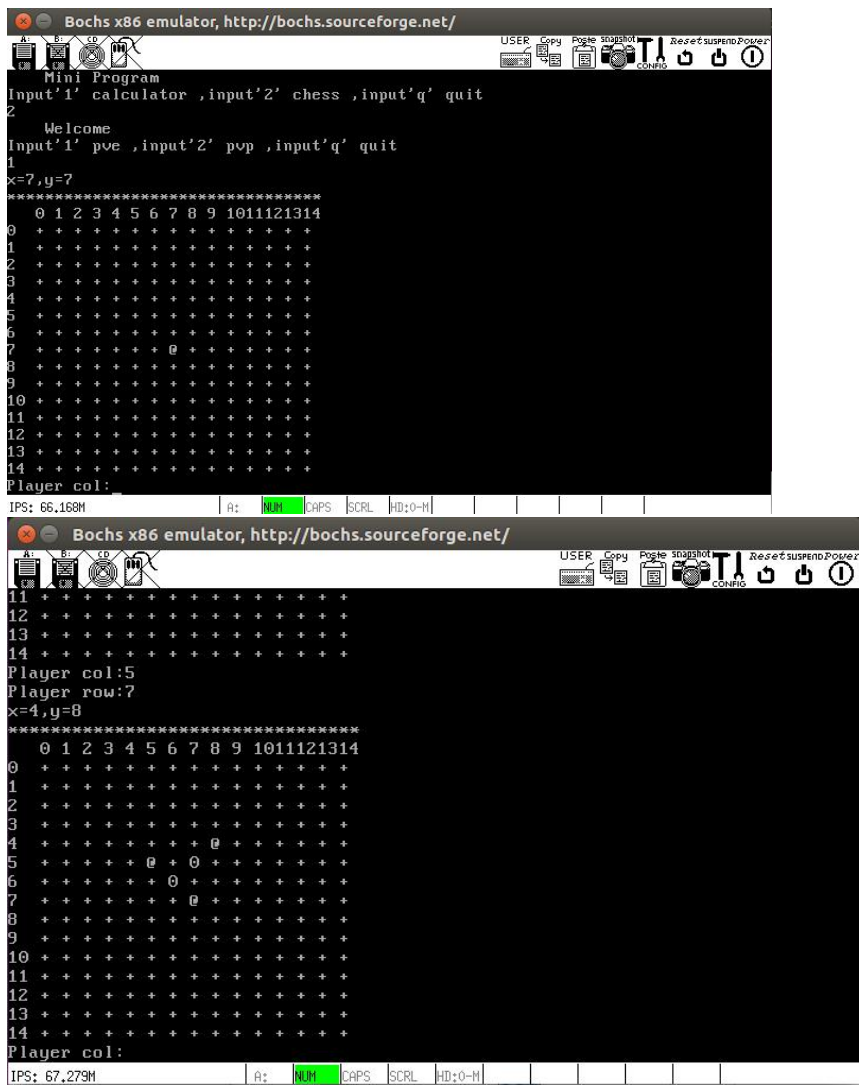 Bochs x86 emulator, http://bochs.sourceforge.net/
A: B: CD USER Copy Paste snapshot CONFIG Reset SUSPEND Power
Mini Program
Input'1' calculator ,input'2' chess ,input'q' quit
2
Welcome
Input'1' pve ,input'2' pvp ,input'q' quit
1
x=7,y=7
*********************************
0 1 2 3 4 5 6 7 8 9 1011121314
0 + + + + + + + + + + + + + + +
1 + + + + + + + + + + + + + + +
2 + + + + + + + + + + + + + + +
3 + + + + + + + + + + + + + + +
4 + + + + + + + + + + + + + + +
5 + + + + + + + + + + + + + + +
6 + + + + + + + + + + + + + + +
7 + + + + + + + @ + + + + + + +
8 + + + + + + + + + + + + + + +
9 + + + + + + + + + + + + + + +
10 + + + + + + + + + + + + + + +
11 + + + + + + + + + + + + + + +
12 + + + + + + + + + + + + + + +
13 + + + + + + + + + + + + + + +
14 + + + + + + + + + + + + + + +
Player col:_
IPS: 66,168M A: NUM CAPS SCRL HD:0-M
Bochs x86 emulator, http://bochs.sourceforge.net/
A: B: CD USER Copy Paste snapshot CONFIG Reset SUSPEND Power
11 + + + + + + + + + + + + + + +
12 + + + + + + + + + + + + + + +
13 + + + + + + + + + + + + + + +
14 + + + + + + + + + + + + + + +
Player col:5
Player row:7
x=4,y=8
*********************************
0 1 2 3 4 5 6 7 8 9 1011121314
0 + + + + + + + + + + + + + + +
1 + + + + + + + + + + + + + + +
2 + + + + + + + + + + + + + + +
3 + + + + + + + + + + + + + + +
4 + + + + + + + + @ + + + + + +
5 + + + + + @ + 0 + + + + + + +
6 + + + + + + 0 + + + + + + + +
7 + + + + + + + @ + + + + + + +
8 + + + + + + + + + + + + + + +
9 + + + + + + + + + + + + + + +
10 + + + + + + + + + + + + + + +
11 + + + + + + + + + + + + + + +
12 + + + + + + + + + + + + + + +
13 + + + + + + + + + + + + + + +
14 + + + + + + + + + + + + + + +
Player col:
IPS: 67,279M A: NUM CAPS SCRL HD:0-M